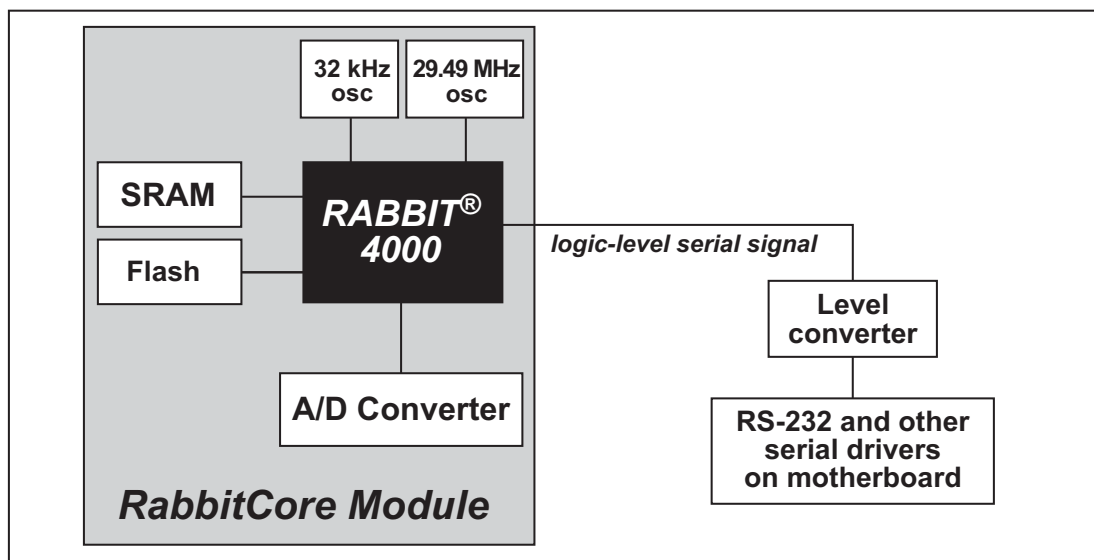 32 kHz
osc
29.49 MHz
osc
SRAM
Flash
RABBIT®
4000
logic-level serial signal
Level
converter
A/D Converter
RS-232 and other
serial drivers
on motherboard
RabbitCore Module